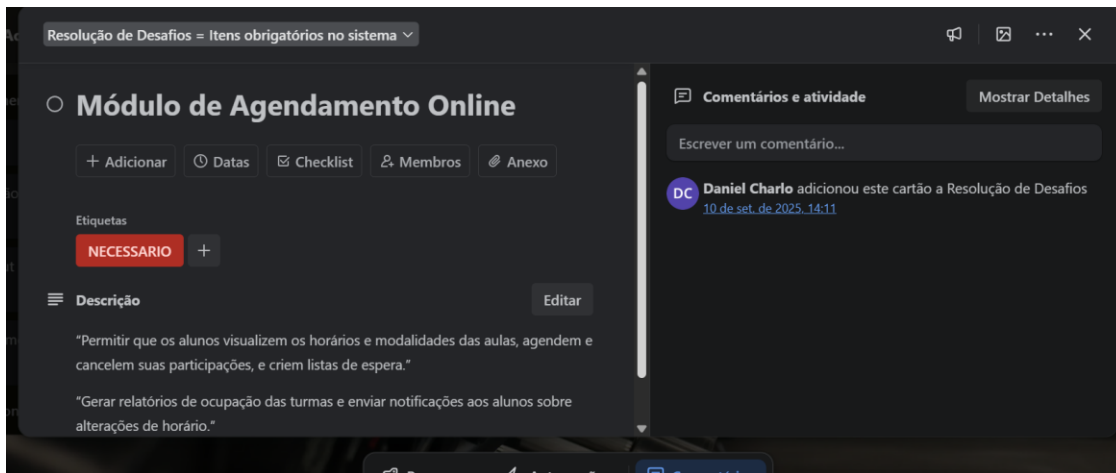 Resolução de Desafios = Itens obrigatórios no sistema
Módulo de Agendamento Online
+ Adicionar Datas Checklist Membros Anexo
Etiquetas
NECESSARIO +
Descrição Editar
“Permitir que os alunos visualizem os horários e modalidades das aulas, agendem e
cancelem suas participações, e criem listas de espera.”
“Gerar relatórios de ocupação das turmas e enviar notificações aos alunos sobre
alterações de horário.“
Comentários e atividade Mostrar Detalhes
Escrever um comentário...
DC Daniel Charlo adicionou este cartão a Resolução de Desafios
10 de set. de 2025, 14:11